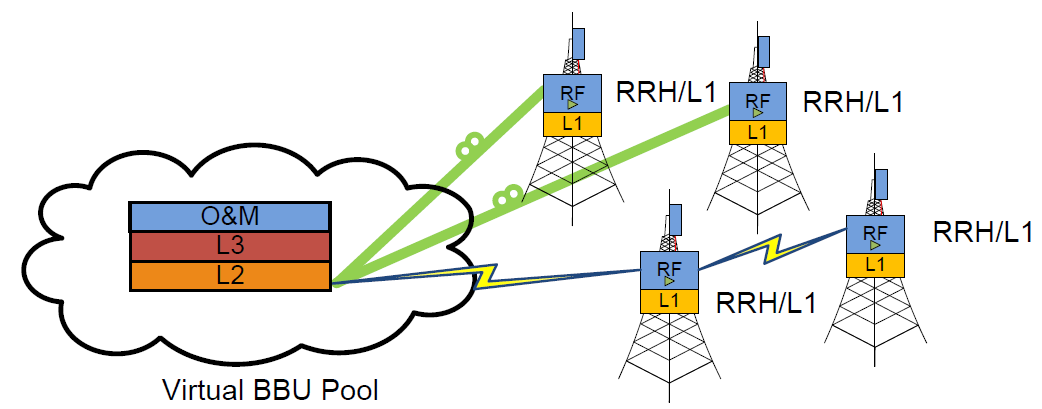 RF
L1
RRH/L1
RF
L1
RRH/L1
O&M
L3
L2
RF
L1
RRH/L1
RF
L1
RRH/L1
Virtual BBU Pool